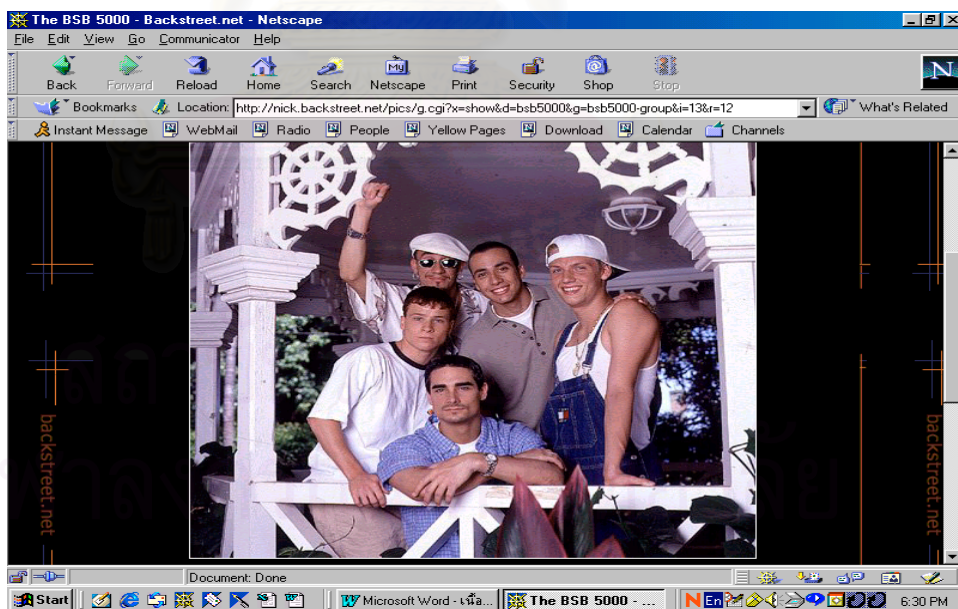 The BSB 5000 - Backstreet.net - Netscape
File Edit View Go Communicator Help
Back Forward Reload Home Search Netscape Print Security Shop Stop
Bookmarks Location: http://nick.backstreet.net/pics/g.cgi?x=show&d=bsb5000&g=bsb5000-group&i=13&r=12 What's Related
Instant Message WebMail Radio People Yellow Pages Download Calendar Channels
backstreet.net
backstreet.net
Document: Done
Start Microsoft Word - เนื้อ... The BSB 5000 - ... N En 6:30 PM